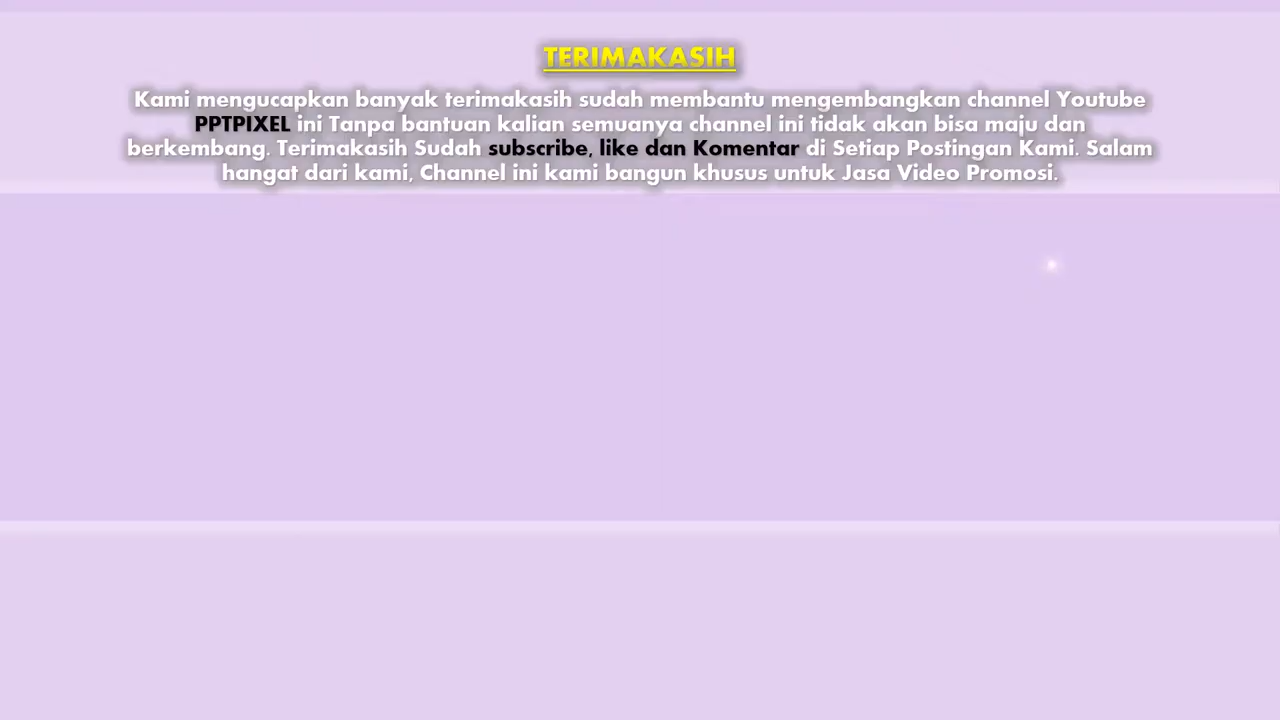 TERIMAKASIH
Kami mengucapkan banyak terimakasih sudah membantu mengembangkan channel Youtube
PPTPIXEL ini Tanpa bantuan kalian semuanya channel ini tidak akan bisa maju dan
berkembang. Terimakasih Sudah subscribe, like dan Komentar di Setiap Postingan Kami. Salam
hangat dari kami, Channel ini kami bangun khusus untuk Jasa Video Promosi.